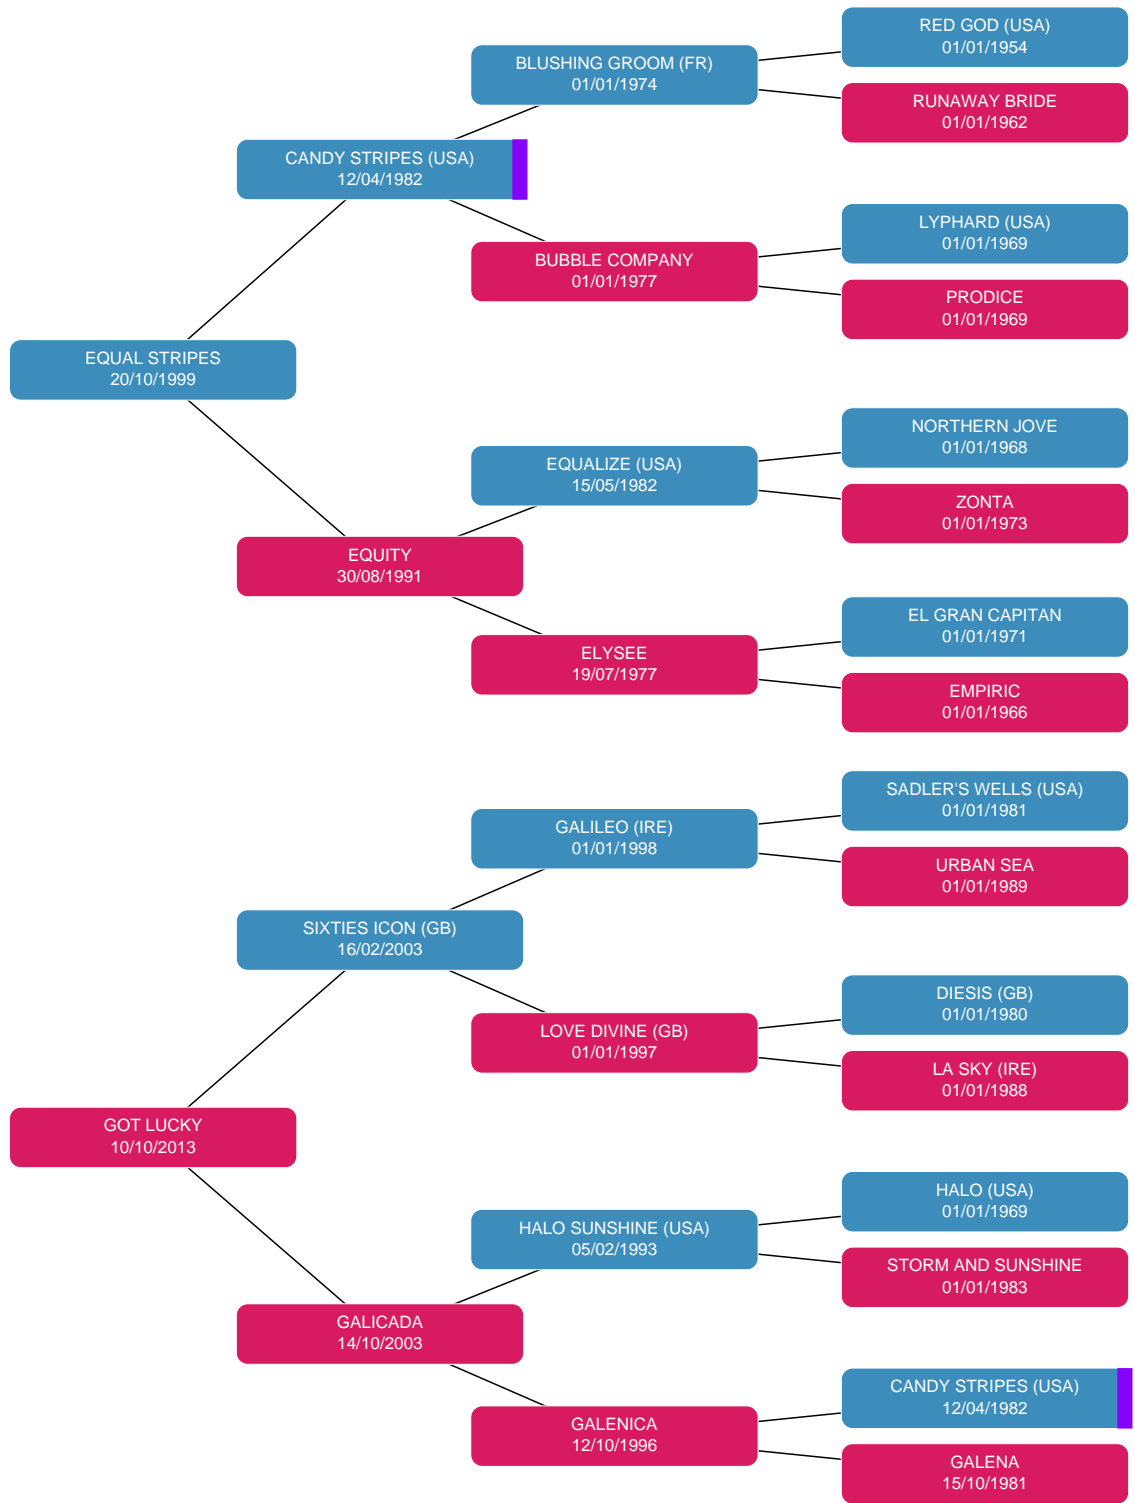 RED GOD (USA)
01/01/1954
BLUSHING GROOM (FR)
01/01/1974
RUNAWAY BRIDE
01/01/1962
CANDY STRIPES (USA)
12/04/1982
LYPHARD (USA)
01/01/1969
BUBBLE COMPANY
01/01/1977
PRODICE
01/01/1969
EQUAL STRIPES
20/10/1999
NORTHERN JOVE
01/01/1968
EQUALIZE (USA)
15/05/1982
ZONTA
01/01/1973
EQUITY
30/08/1991
EL GRAN CAPITAN
01/01/1971
ELYSEE
19/07/1977
EMPIRIC
01/01/1966
SADLER'S WELLS (USA)
01/01/1981
GALILEO (IRE)
01/01/1998
URBAN SEA
01/01/1989
SIXTIES ICON (GB)
16/02/2003
DIESIS (GB)
01/01/1980
LOVE DIVINE (GB)
01/01/1997
LA SKY (IRE)
01/01/1988
GOT LUCKY
10/10/2013
HALO (USA)
01/01/1969
HALO SUNSHINE (USA)
05/02/1993
STORM AND SUNSHINE
01/01/1983
GALICADA
14/10/2003
CANDY STRIPES (USA)
12/04/1982
GALENICA
12/10/1996
GALENA
15/10/1981